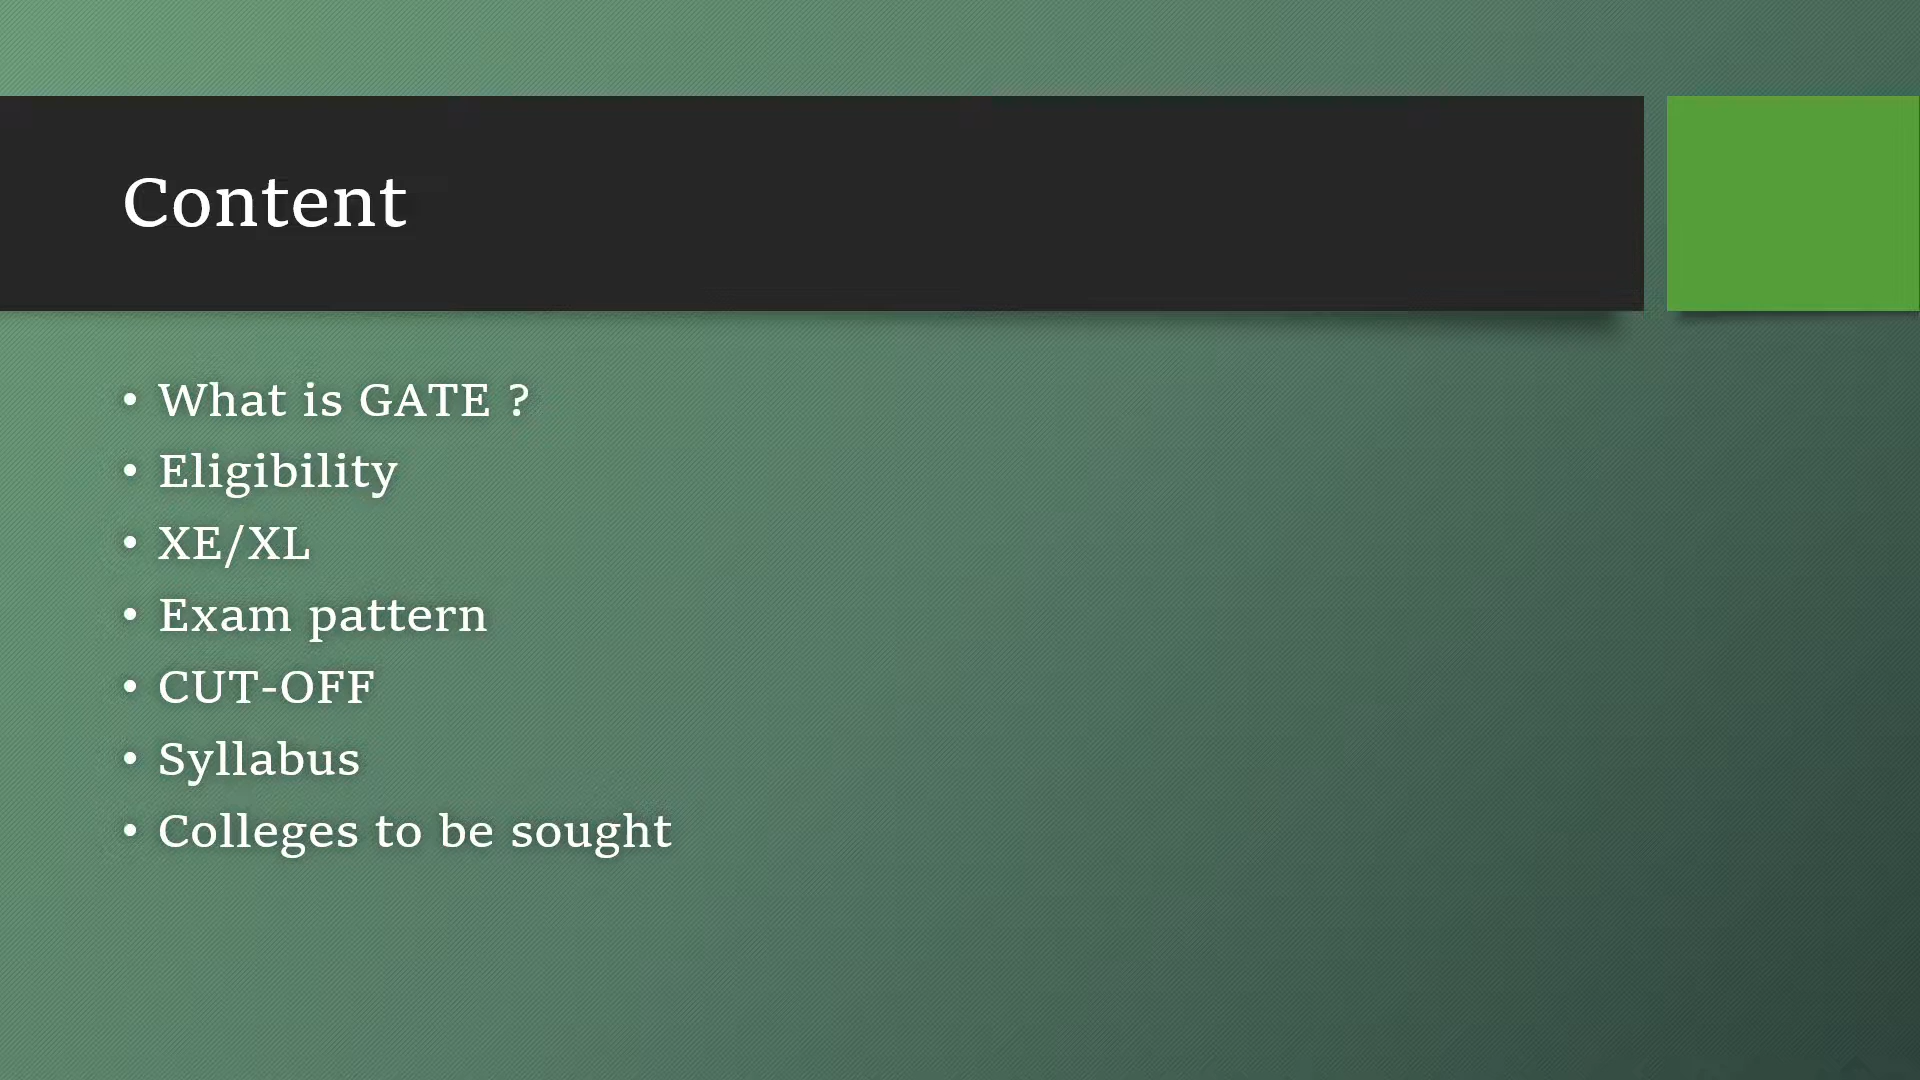 Content
• What is GATE ?
• Eligibility
• XE/XL
• Exam pattern
• CUT-OFF
• Syllabus
• Colleges to be sought